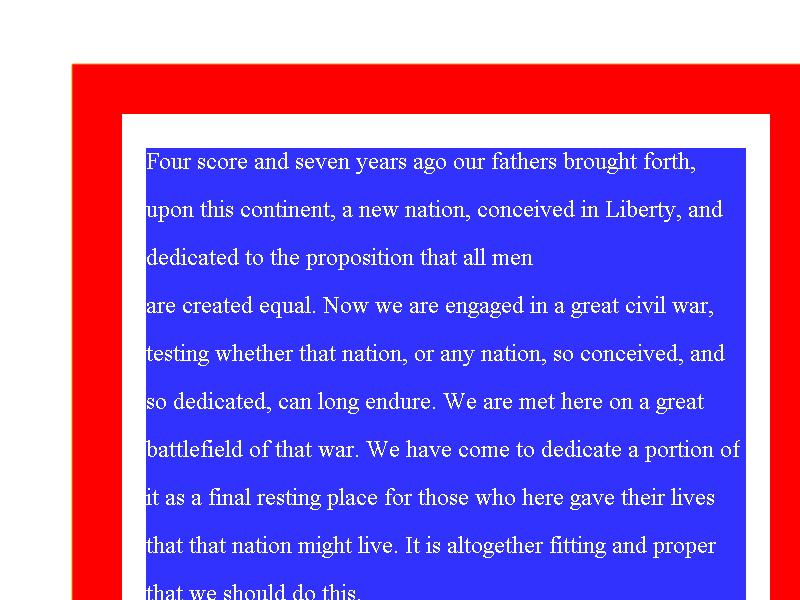 Four score and seven years ago our fathers brought forth,
upon this continent, a new nation, conceived in Liberty, and
dedicated to the proposition that all men
are created equal. Now we are engaged in a great civil war,
testing whether that nation, or any nation, so conceived, and
so dedicated, can long endure. We are met here on a great
battlefield of that war. We have come to dedicate a portion of
it as a final resting place for those who here gave their lives
that that nation might live. It is altogether fitting and proper
that we should do this.